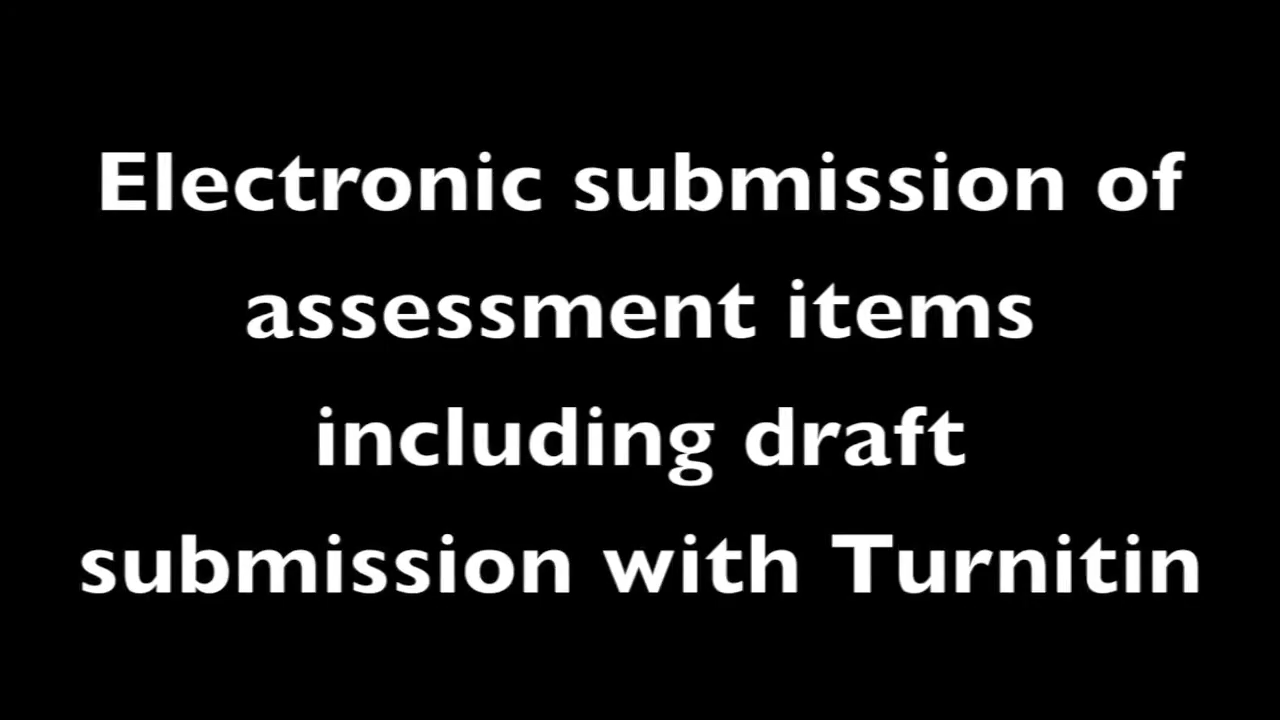 Electronic submission of
assessment items
including draft
submission with Turnitin